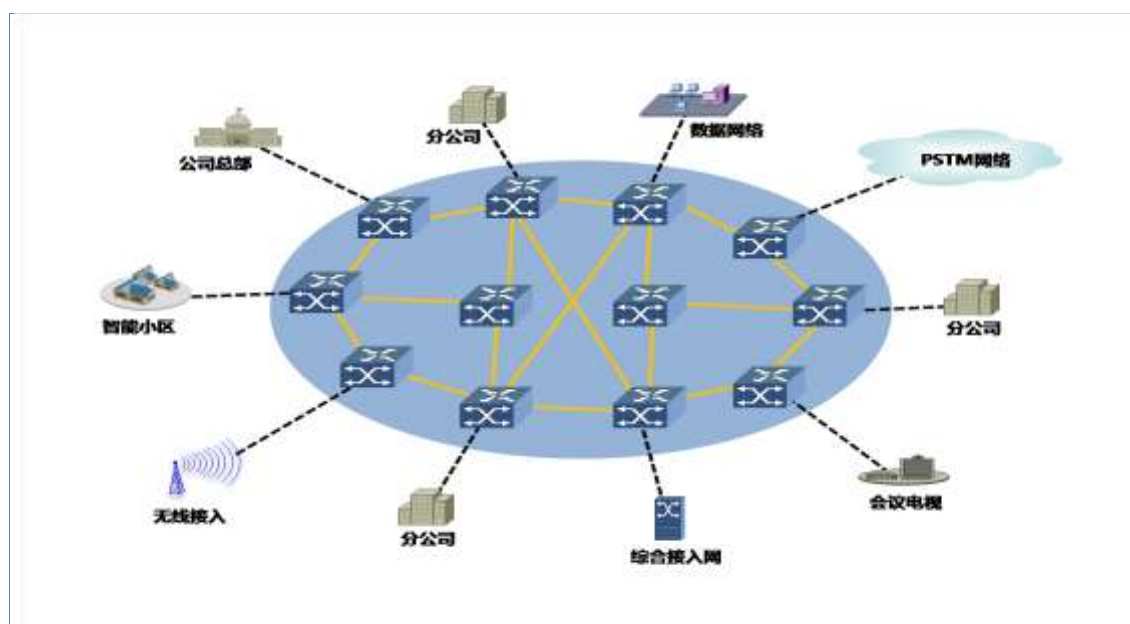 分公司
数据网络
公司总部
PSTM网络
智能小区
分公司
无线接入
分公司
综合接入网
会议电视